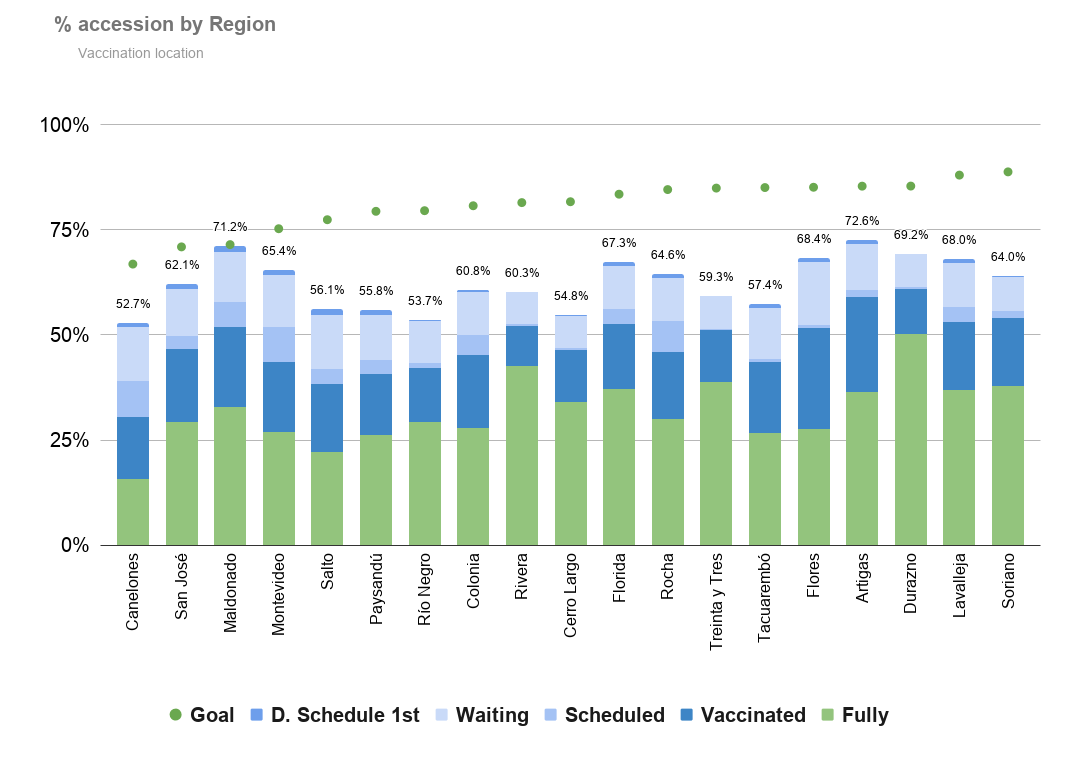 % accession by Region
Vaccination location
100%
75%
50%
25%
0%
52.7%
62.1%
71.2%
65.4%
56.1%
55.8%
53.7%
60.8%
60.3%
54.8%
67.3%
64.6%
59.3%
57.4%
68.4%
72.6%
69.2%
68.0%
64.0%
Canelones
San José
Maldonado
Montevideo
Salto
Paysandú
Río Negro
Colonia
Rivera
Cerro Largo
Florida
Rocha
Treinta y Tres
Tacuarembó
Flores
Artigas
Durazno
Lavalleja
Soriano
Goal D. Schedule 1st Waiting Scheduled Vaccinated Fully